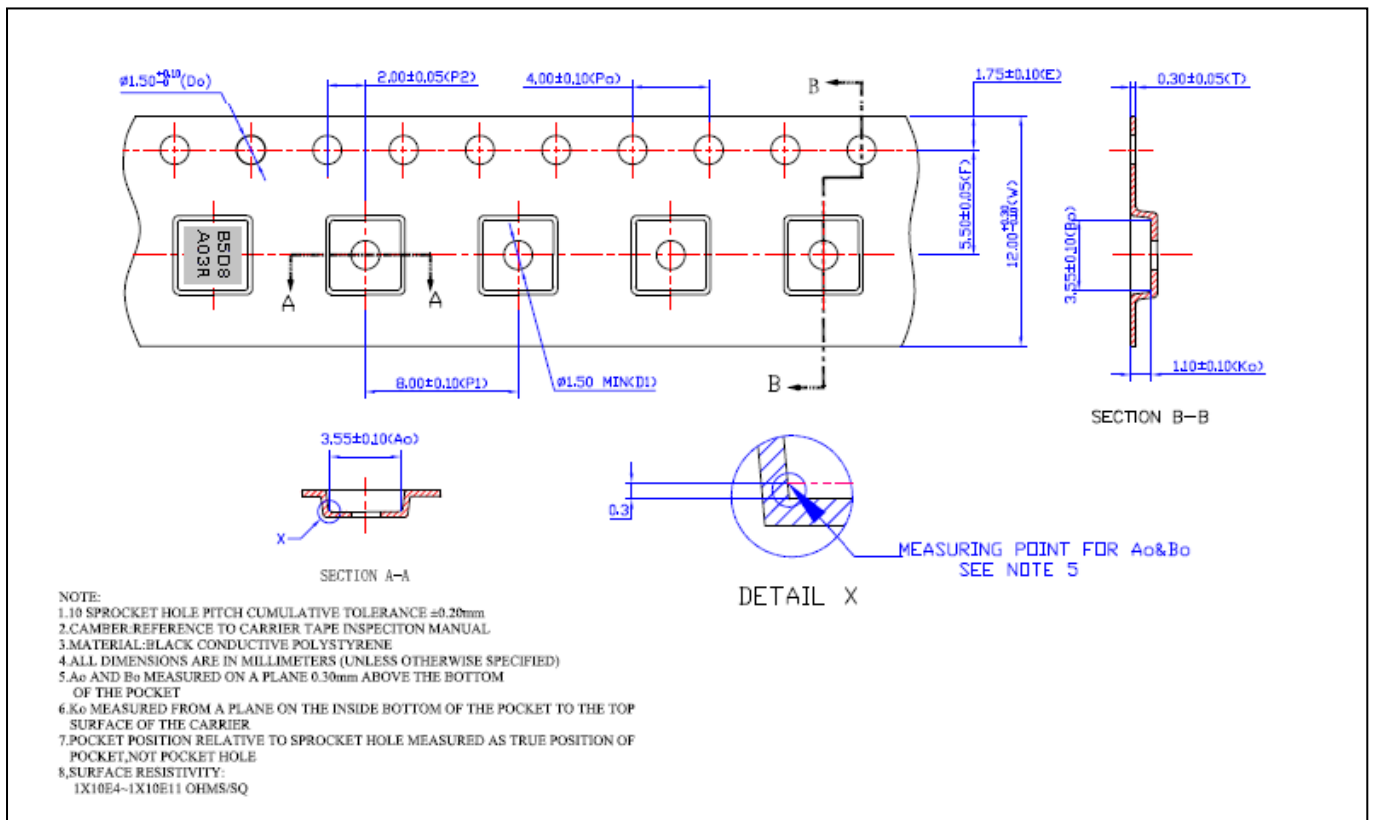 Ø1.50+0.10-0(Do)
2.00±0.05(P2)
4.00±0.10(Po)
B
1.75±0.10(E)
0.30±0.05(T)
B5D8
A03R
A
A
5.50±0.05(F)
12.00+0.30-0.10(W)
3.55±0.10(Bo)
8.00±0.10(P1)
Ø1.50 MIN(D1)
B
1.10±0.10(Ko)
SECTION B-B
3.55±0.10(Ao)
X
SECTION A-A
0.3
MEASURING POINT FOR Ao&Bo
SEE NOTE 5
DETAIL X
NOTE:
1.10 SPROCKET HOLE PITCH CUMULATIVE TOLERANCE ±0.20mm
2.CAMBER:REFERENCE TO CARRIER TAPE INSPECITON MANUAL
3.MATERIAL:BLACK CONDUCTIVE POLYSTYRENE
4.ALL DIMENSIONS ARE IN MILLIMETERS (UNLESS OTHERWISE SPECIFIED)
5.Ao AND Bo MEASURED ON A PLANE 0.30mm ABOVE THE BOTTOM
OF THE POCKET
6.Ko MEASURED FROM A PLANE ON THE INSIDE BOTTOM OF THE POCKET TO THE TOP
SURFACE OF THE CARRIER
7.POCKET POSITION RELATIVE TO SPROCKET HOLE MEASURED AS TRUE POSITION OF
POCKET,NOT POCKET HOLE
8,SURFACE RESISTIVITY:
1X10E4~1X10E11 OHMS/SQ